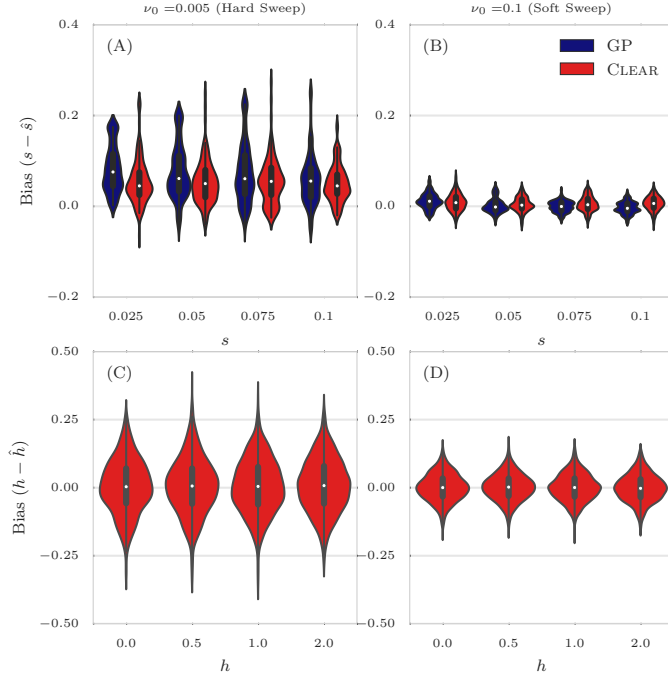 ν₀ =0.005 (Hard Sweep)
ν₀ =0.1 (Soft Sweep)
0.4
0.2
0.0
−0.2
Bias (s − ŝ)
(A)
0.025 0.05 0.075 0.1
s
0.4
0.2
0.0
−0.2
(B)
GP
CLEAR
0.025 0.05 0.075 0.1
s
0.50
0.25
0.00
−0.25
−0.50
Bias (h − ĥ)
(C)
0.0 0.5 1.0 2.0
h
0.50
0.25
0.00
−0.25
−0.50
(D)
0.0 0.5 1.0 2.0
h